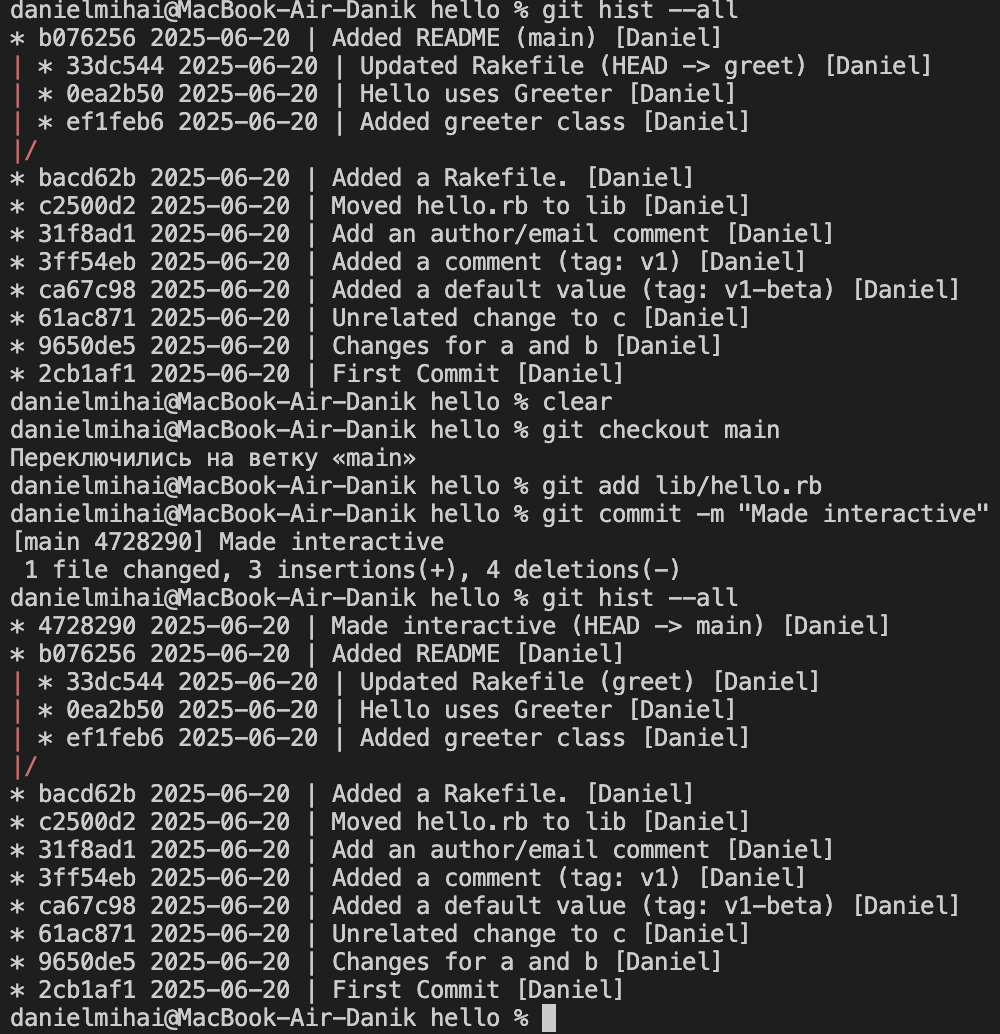 danielmihai@MacBook-Air-Danik hello % git hist --all
* b076256 2025-06-20 | Added README (main) [Daniel]
| * 33dc544 2025-06-20 | Updated Rakefile (HEAD -> greet) [Daniel]
| * 0ea2b50 2025-06-20 | Hello uses Greeter [Daniel]
| * ef1feb6 2025-06-20 | Added greeter class [Daniel]
|/
* bacd62b 2025-06-20 | Added a Rakefile. [Daniel]
* c2500d2 2025-06-20 | Moved hello.rb to lib [Daniel]
* 31f8ad1 2025-06-20 | Add an author/email comment [Daniel]
* 3ff54eb 2025-06-20 | Added a comment (tag: v1) [Daniel]
* ca67c98 2025-06-20 | Added a default value (tag: v1-beta) [Daniel]
* 61ac871 2025-06-20 | Unrelated change to c [Daniel]
* 9650de5 2025-06-20 | Changes for a and b [Daniel]
* 2cb1af1 2025-06-20 | First Commit [Daniel]
danielmihai@MacBook-Air-Danik hello % clear
danielmihai@MacBook-Air-Danik hello % git checkout main
Переключились на ветку «main»
danielmihai@MacBook-Air-Danik hello % git add lib/hello.rb
danielmihai@MacBook-Air-Danik hello % git commit -m "Made interactive"
[main 4728290] Made interactive
 1 file changed, 3 insertions(+), 4 deletions(-)
danielmihai@MacBook-Air-Danik hello % git hist --all
* 4728290 2025-06-20 | Made interactive (HEAD -> main) [Daniel]
* b076256 2025-06-20 | Added README [Daniel]
| * 33dc544 2025-06-20 | Updated Rakefile (greet) [Daniel]
| * 0ea2b50 2025-06-20 | Hello uses Greeter [Daniel]
| * ef1feb6 2025-06-20 | Added greeter class [Daniel]
|/
* bacd62b 2025-06-20 | Added a Rakefile. [Daniel]
* c2500d2 2025-06-20 | Moved hello.rb to lib [Daniel]
* 31f8ad1 2025-06-20 | Add an author/email comment [Daniel]
* 3ff54eb 2025-06-20 | Added a comment (tag: v1) [Daniel]
* ca67c98 2025-06-20 | Added a default value (tag: v1-beta) [Daniel]
* 61ac871 2025-06-20 | Unrelated change to c [Daniel]
* 9650de5 2025-06-20 | Changes for a and b [Daniel]
* 2cb1af1 2025-06-20 | First Commit [Daniel]
danielmihai@MacBook-Air-Danik hello %